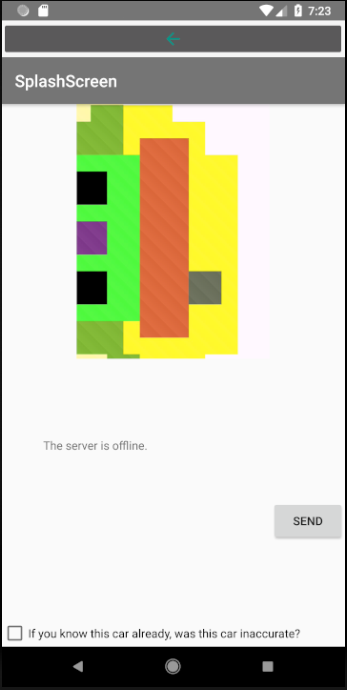 7:23
SplashScreen
The server is offline.
SEND
If you know this car already, was this car inaccurate?